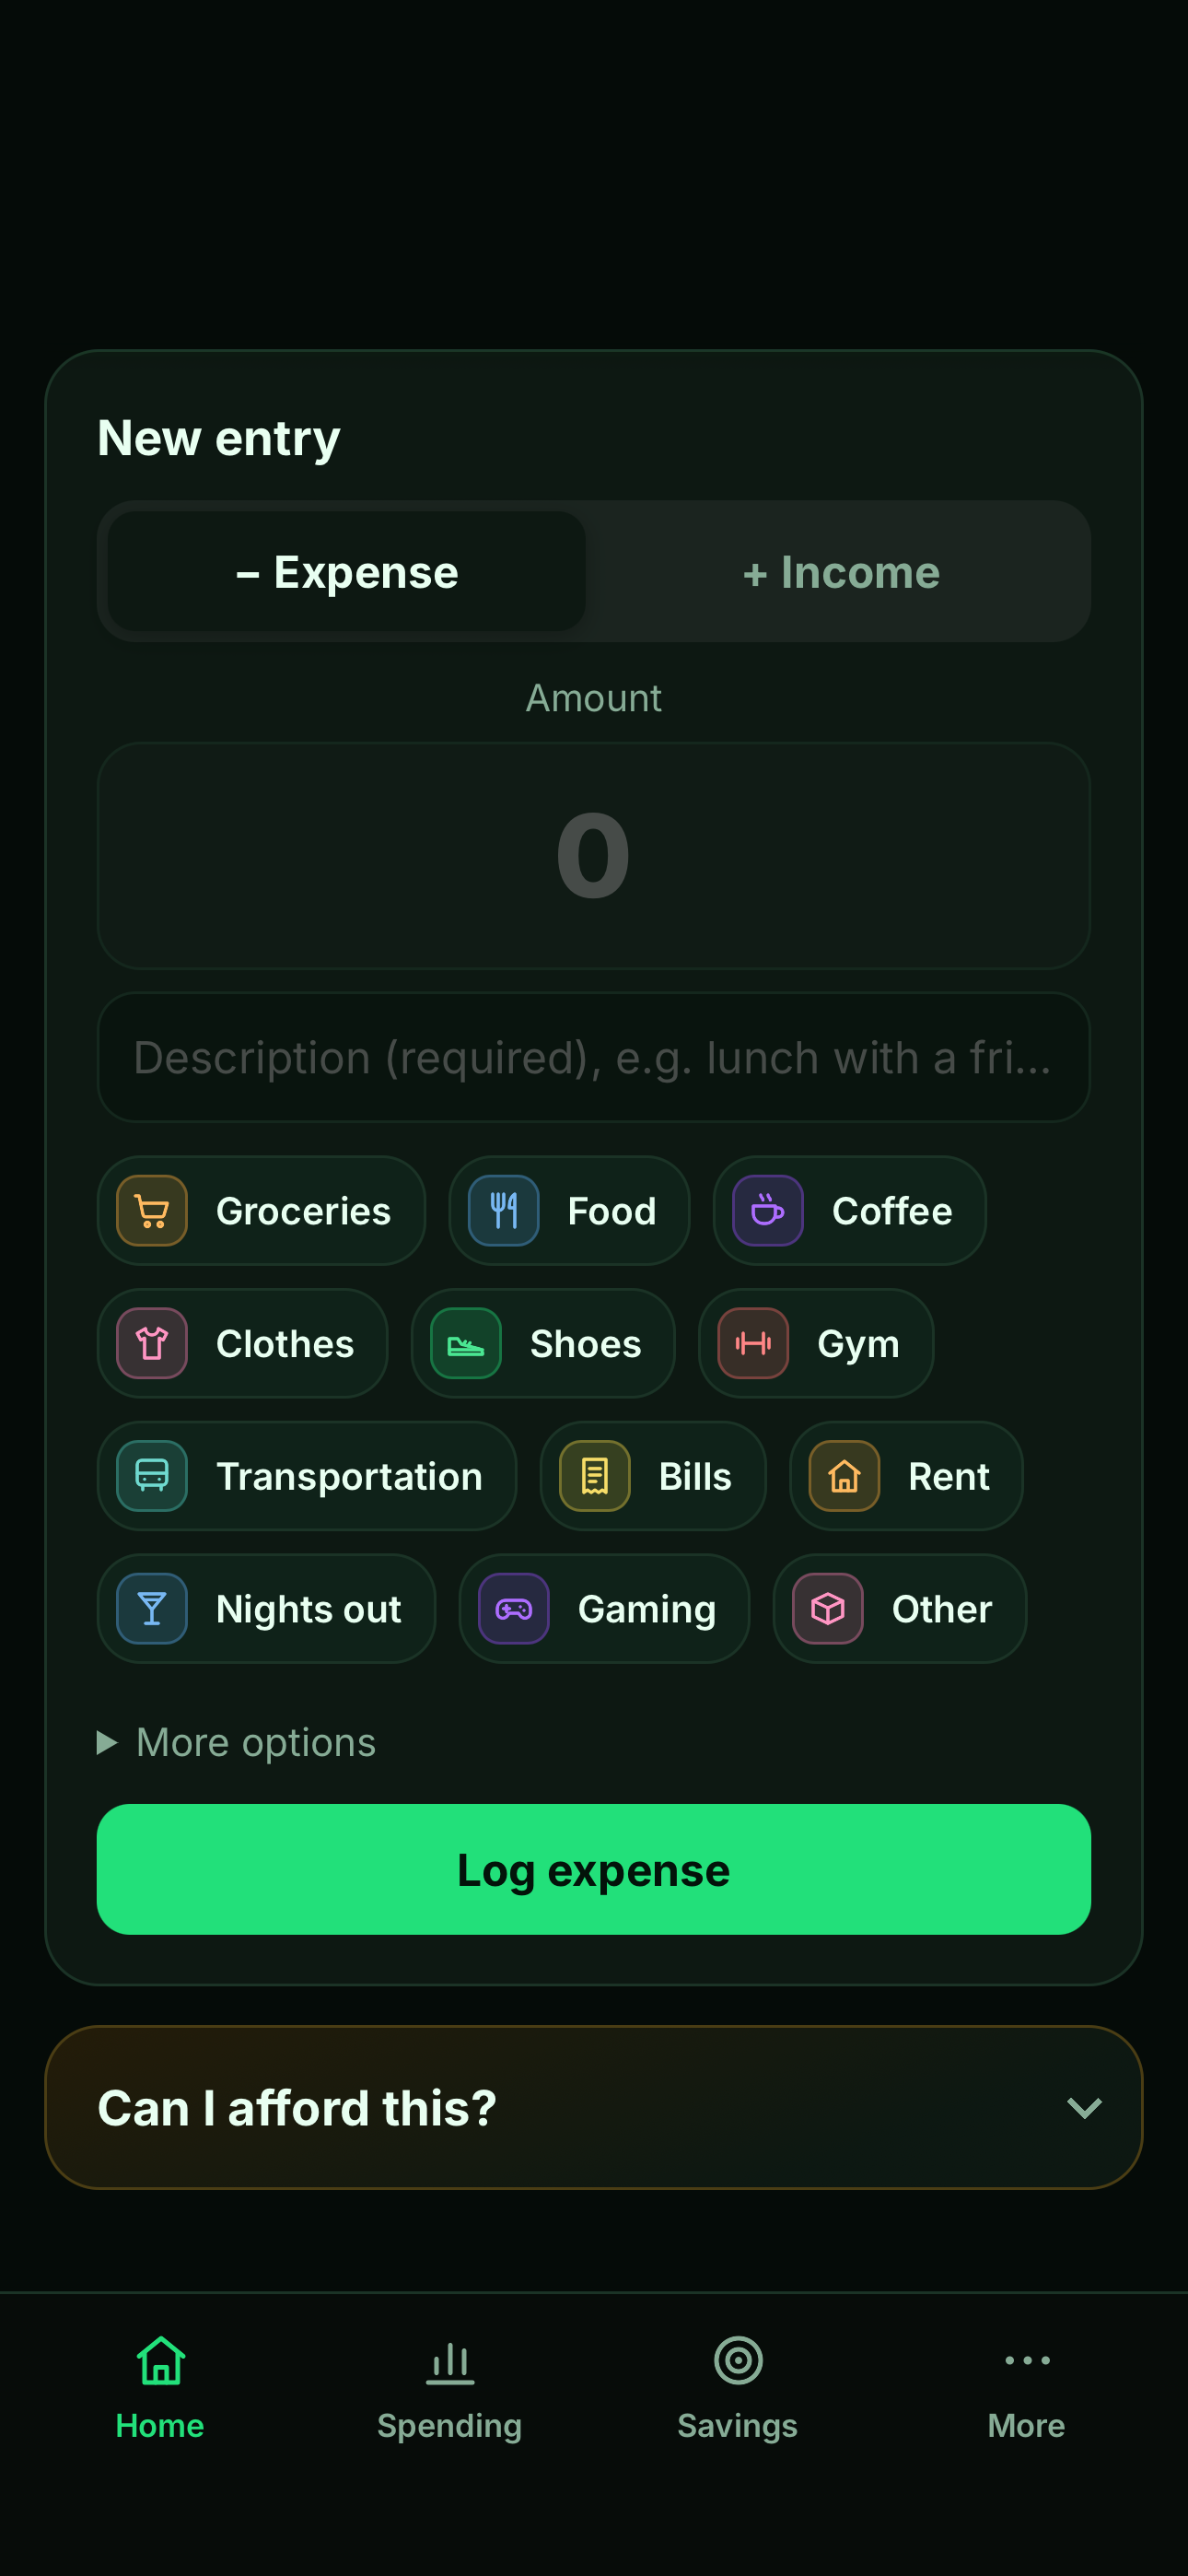 New entry
– Expense + Income
Amount
0
Description (required), e.g. lunch with a fri...
Groceries Food Coffee
Clothes Shoes Gym
Transportation Bills Rent
Nights out Gaming Other
More options
Log expense
Can I afford this?
Home Spending Savings More